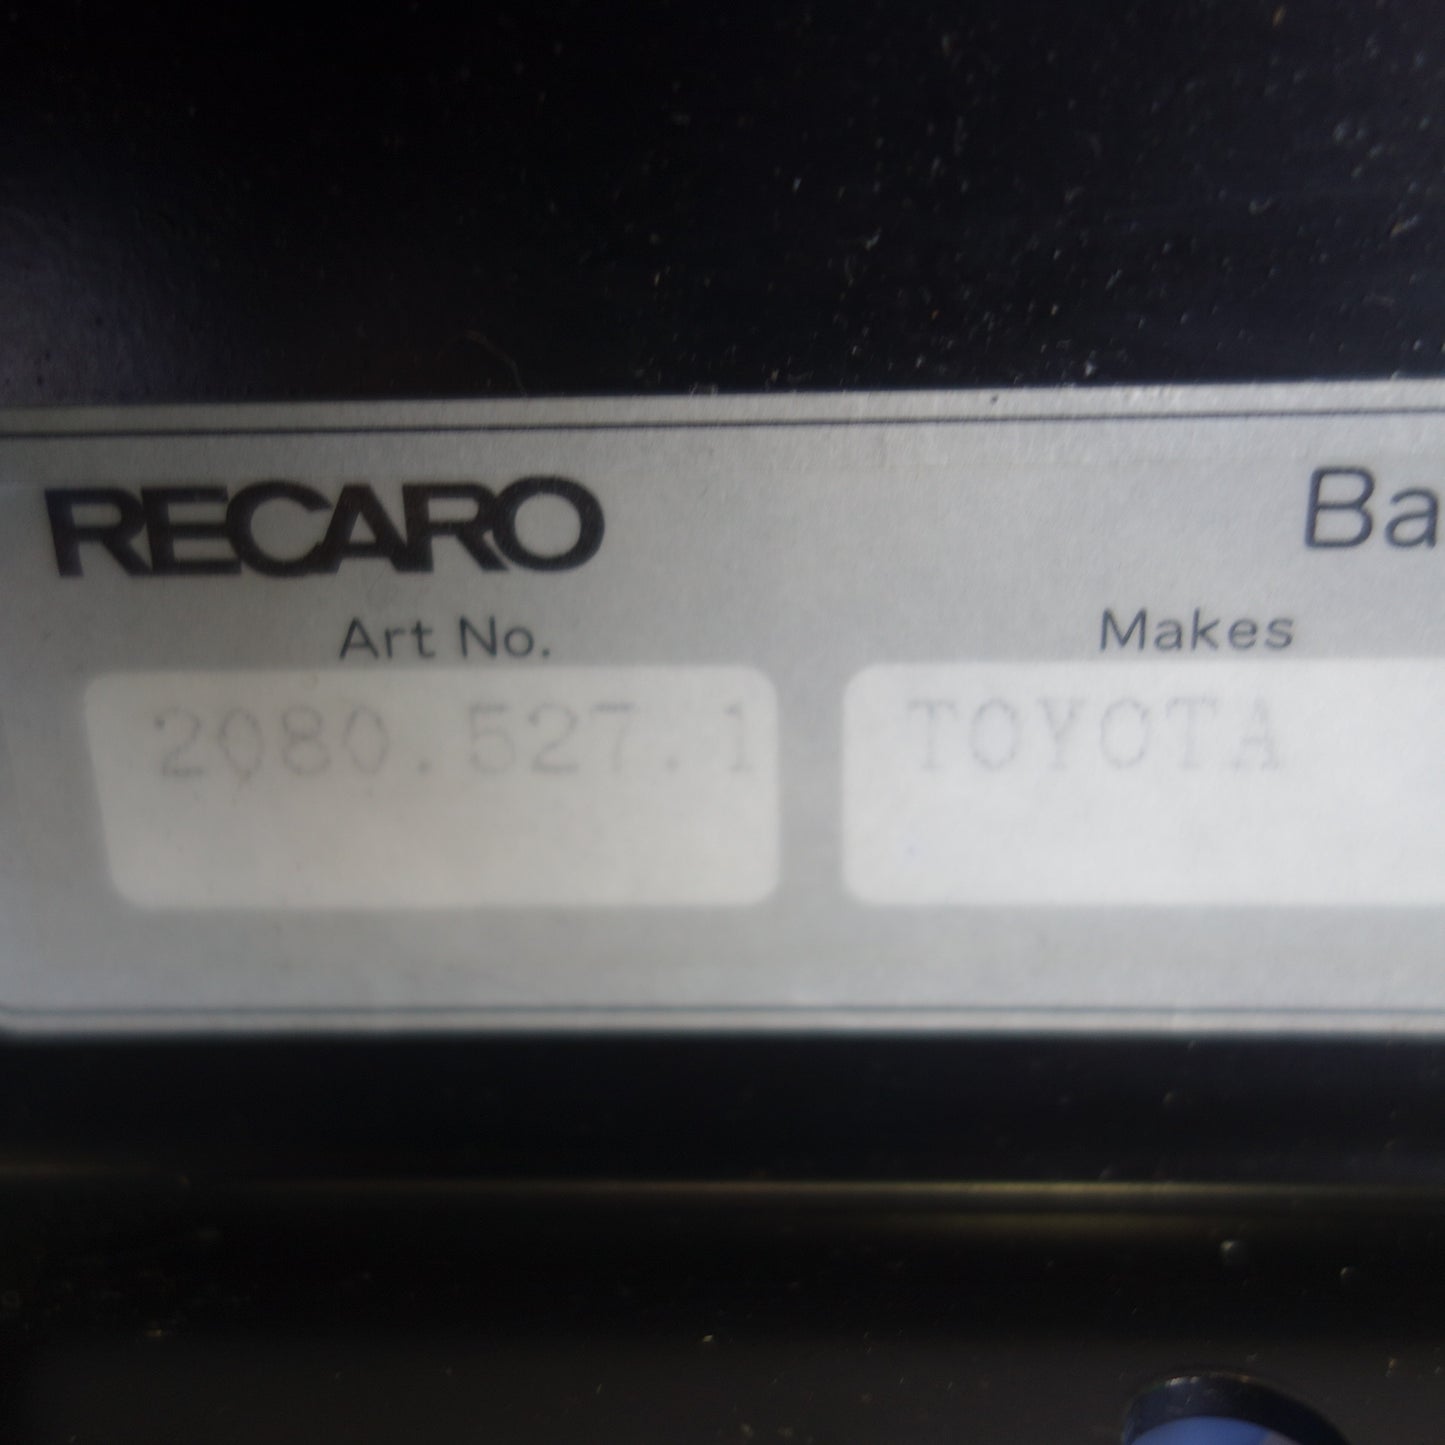 RECARO Ba
Art No. Makes
2080.527.1 TOYOTA